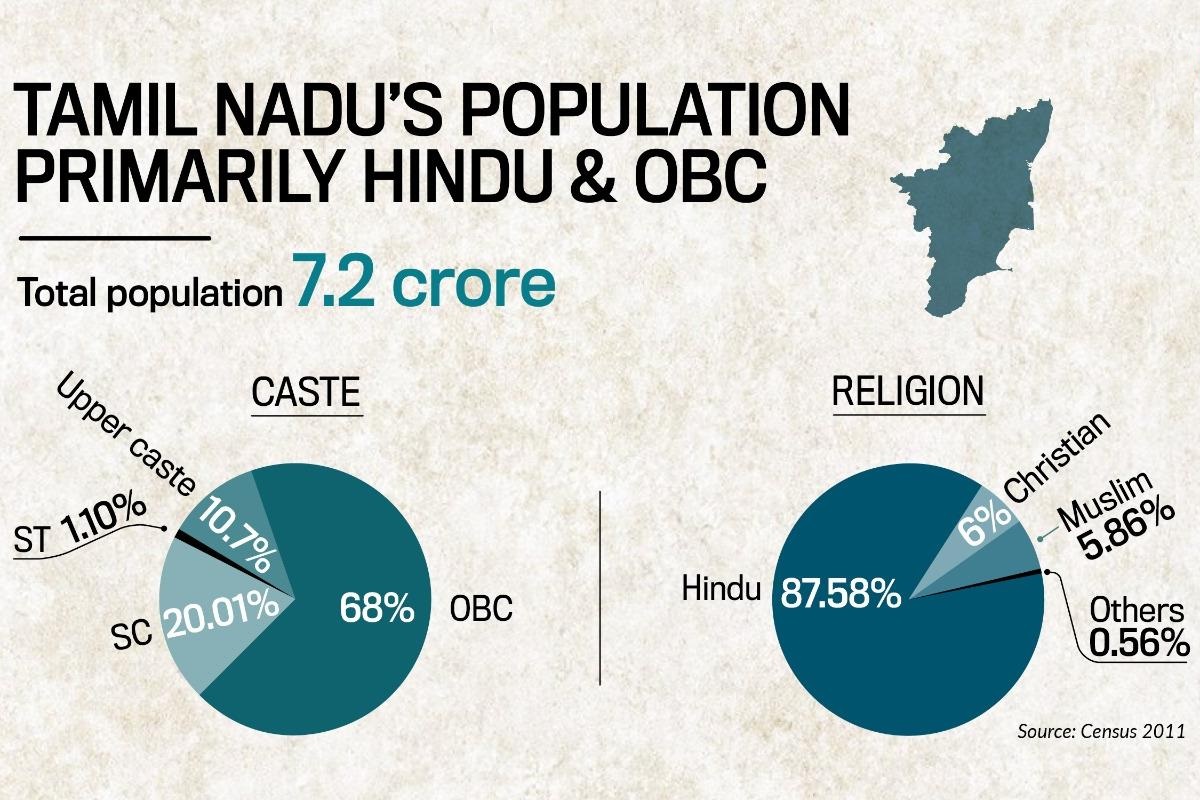 TAMIL NADU'S POPULATION
PRIMARILY HINDU & OBC
Total population 7.2 crore
CASTE
Upper caste
10.7%
ST 1.10%
SC 20.01%
68% OBC
RELIGION
Christian
6%
Muslim
5.86%
Hindu 87.58%
Others
0.56%
Source: Census 2011